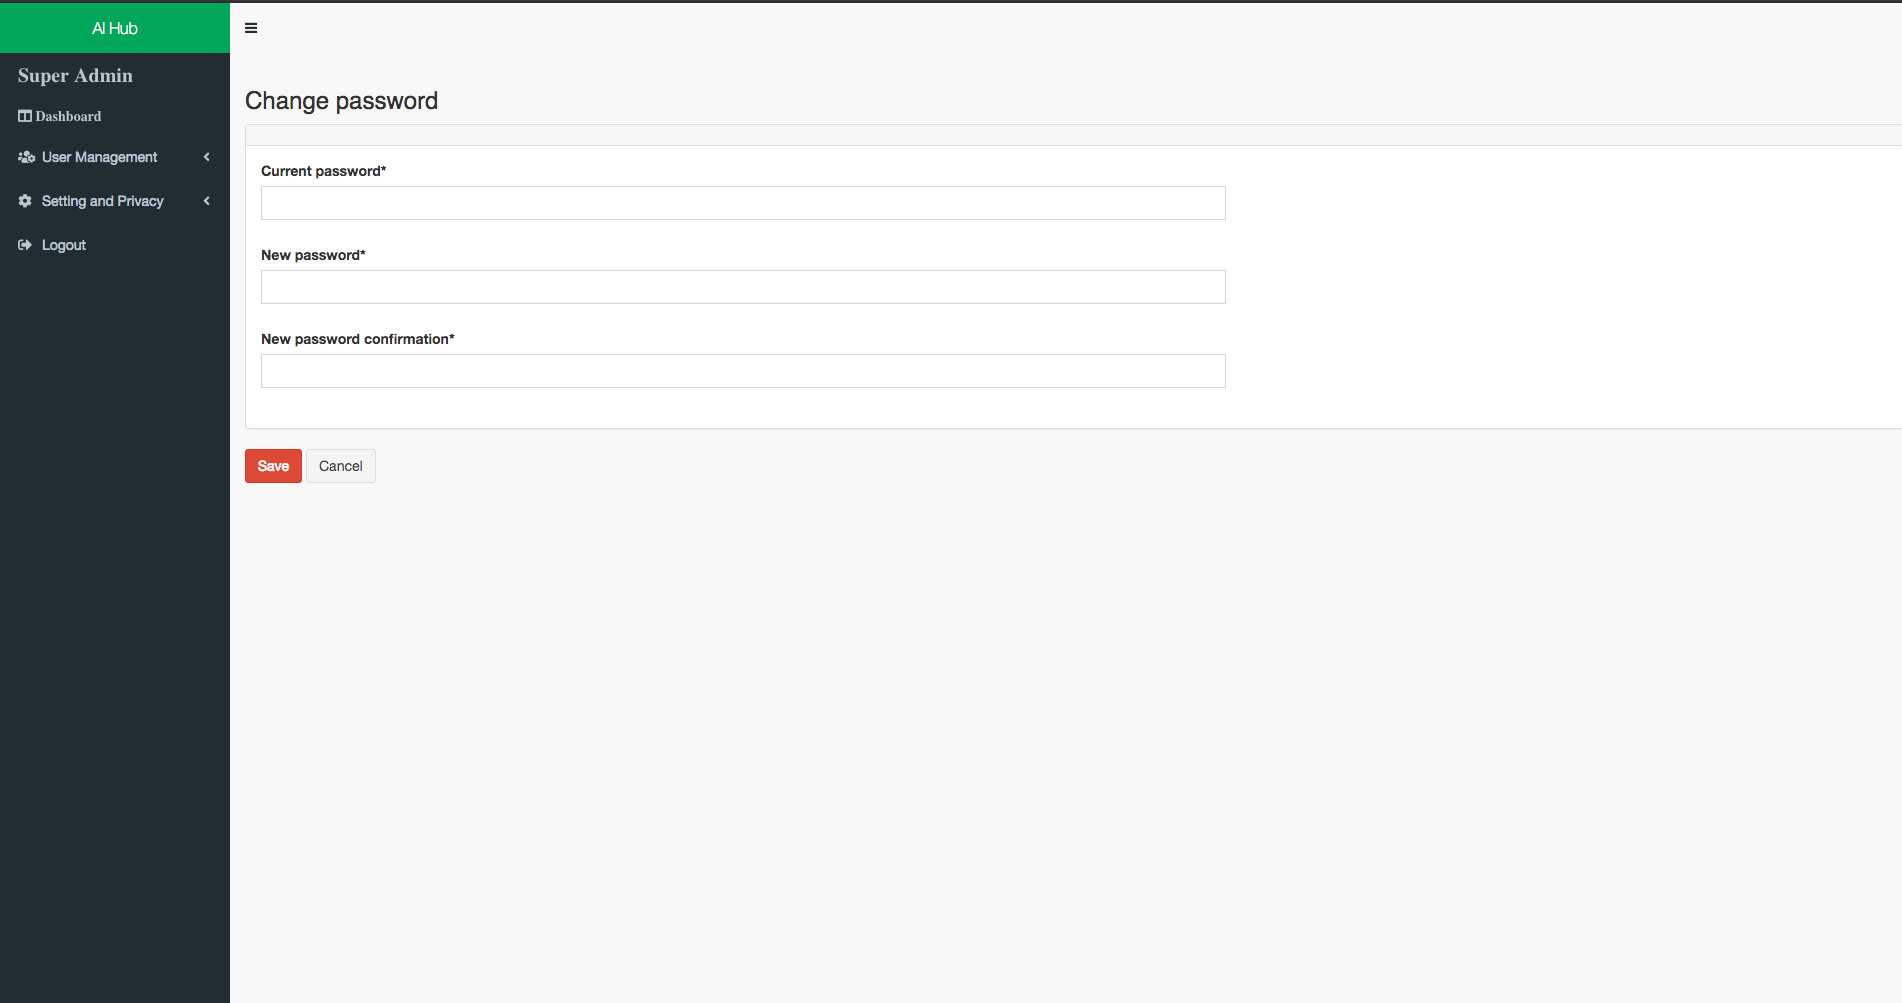 AI Hub
Super Admin
Dashboard
User Management
Setting and Privacy
Logout
Change password
Current password*
New password*
New password confirmation*
Save
Cancel